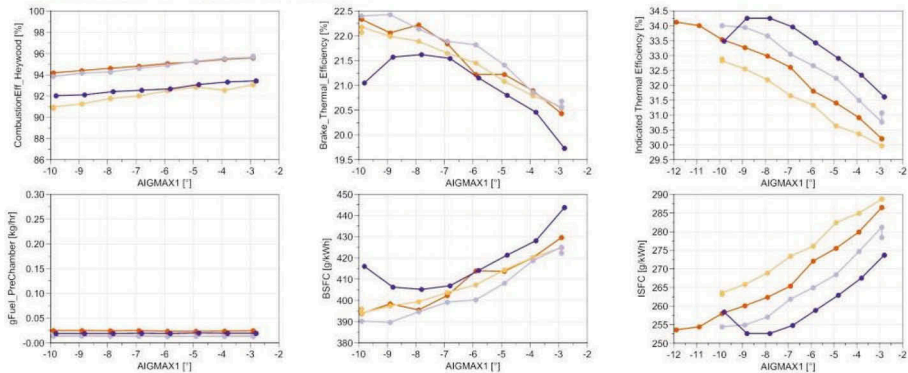 CombustionEff_Heywood [%]
100
98
96
94
92
90
88
86
-10 -9 -8 -7 -6 -5 -4 -3 -2
AIGMAX1 [°]
Brake_Thermal_Efficiency [%]
22.5
22.0
21.5
21.0
20.5
20.0
19.5
-10 -9 -8 -7 -6 -5 -4 -3 -2
AIGMAX1 [°]
Indicated Thermal Efficiency [%]
34.5
34.0
33.5
33.0
32.5
32.0
31.5
31.0
30.5
30.0
29.5
-12 -11 -10 -9 -8 -7 -6 -5 -4 -3 -2
AIGMAX1 [°]
gFuel_PreChamber [kg/hr]
0.30
0.25
0.20
0.15
0.10
0.05
-0.00
-10 -9 -8 -7 -6 -5 -4 -3 -2
AIGMAX1 [°]
BSFC [g/kWh]
450
440
430
420
410
400
390
380
-10 -9 -8 -7 -6 -5 -4 -3 -2
AIGMAX1 [°]
ISFC [g/kWh]
290
285
280
275
270
265
260
255
250
-12 -11 -10 -9 -8 -7 -6 -5 -4 -3 -2
AIGMAX1 [°]